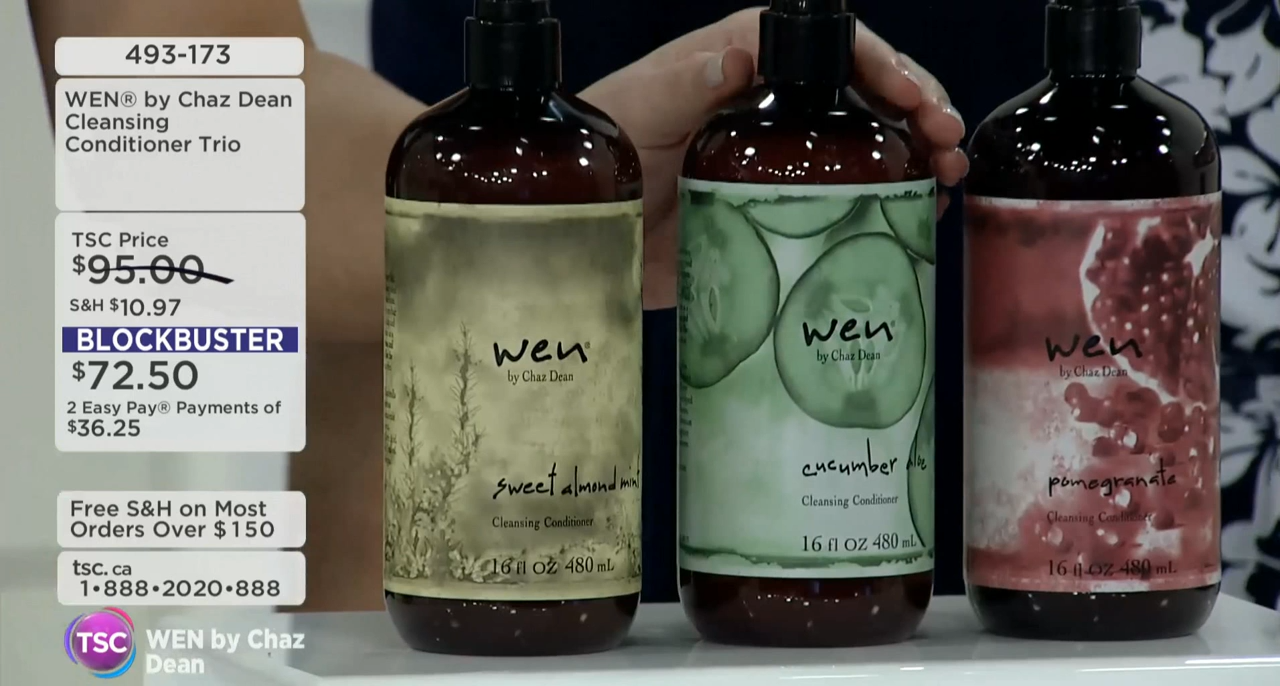 493-173
WEN® by Chaz Dean
Cleansing
Conditioner Trio
TSC Price
$95.00
S&H $10.97
BLOCKBUSTER
$72.50
2 Easy Pay® Payments of
$36.25
Free S&H on Most
Orders Over $150
tsc.ca
1•888•2020•888
TSC
WEN by Chaz
Dean
wen®
by Chaz Dean
sweet almond mint
Cleansing Conditioner
16 fl oz 480 mL
wen®
by Chaz Dean
cucumber aloe
Cleansing Conditioner
16 fl oz 480 mL
wen
by Chaz Dean
pomegranate
Cleansing Conditioner
16 fl oz 480 mL